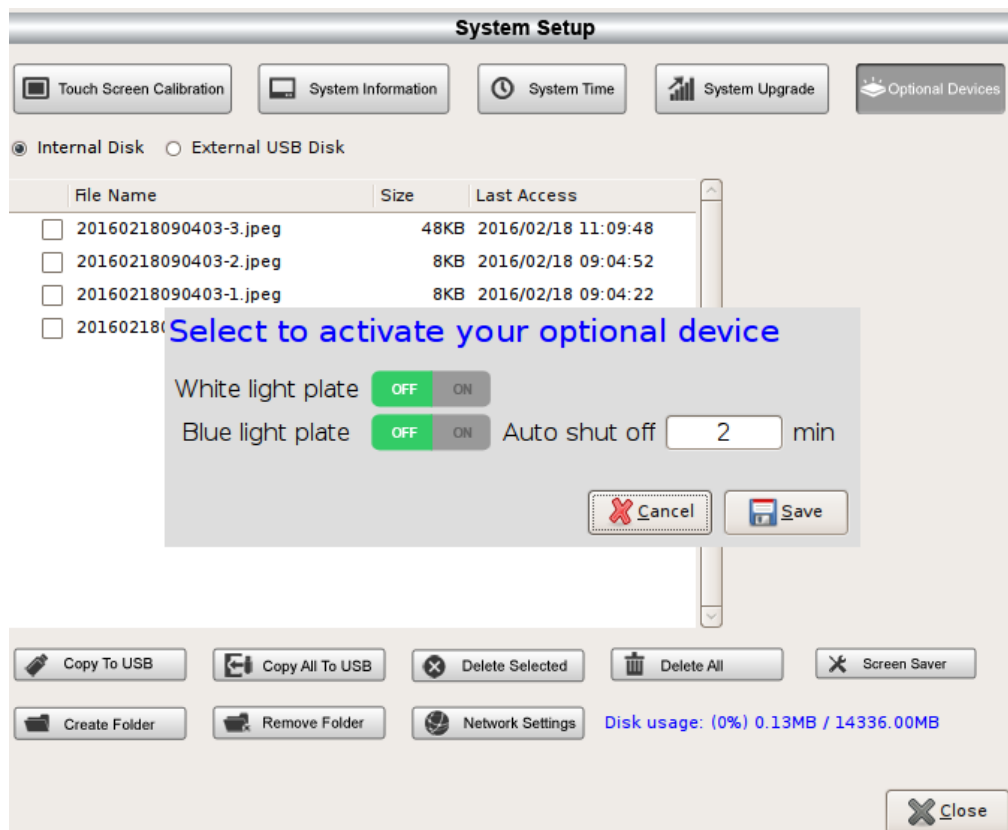 System Setup
Touch Screen Calibration System Information System Time System Upgrade Optional Devices
Internal Disk External USB Disk
File Name Size Last Access
20160218090403-3.jpeg 48KB 2016/02/18 11:09:48
20160218090403-2.jpeg 8KB 2016/02/18 09:04:52
20160218090403-1.jpeg 8KB 2016/02/18 09:04:22
Select to activate your optional device
White light plate OFF ON
Blue light plate OFF ON Auto shut off 2 min
Cancel Save
Copy To USB Copy All To USB Delete Selected Delete All Screen Saver
Create Folder Remove Folder Network Settings Disk usage: (0%) 0.13MB / 14336.00MB
Close